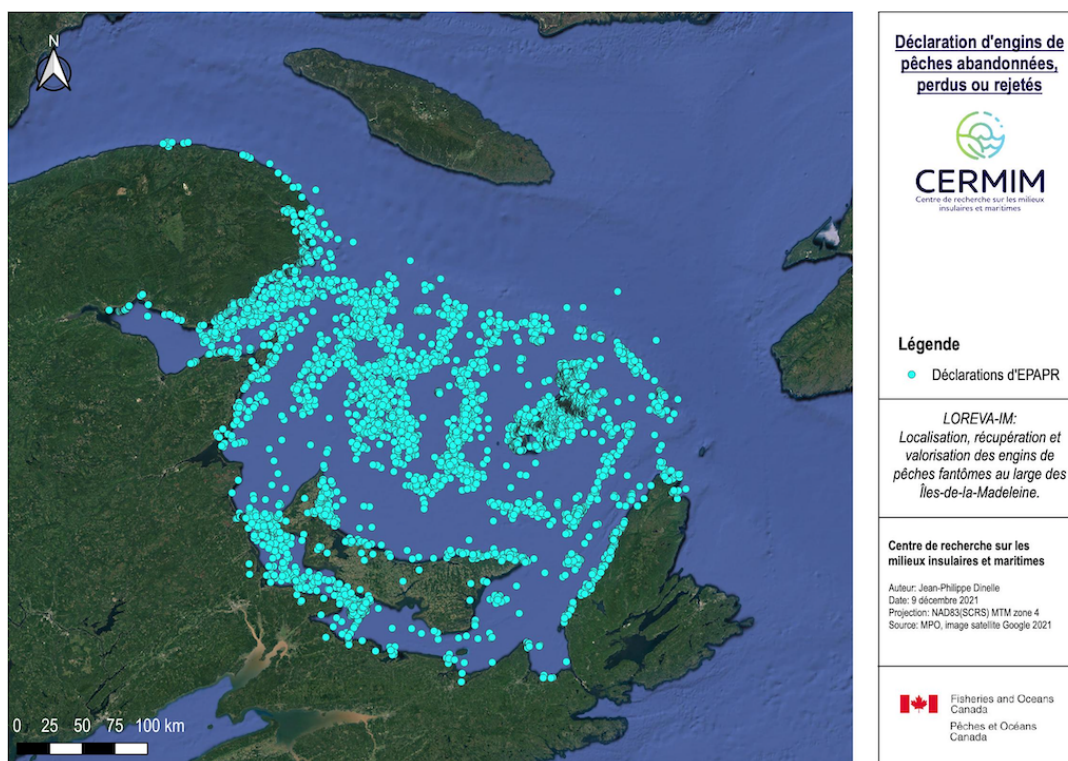 N
0 25 50 75 100 km
Déclaration d'engins de
pêches abandonnées,
perdus ou rejetés
CERMIM
Centre de recherche sur les milieux
insulaires et maritimes
Légende
Déclarations d'EPAPR
LOREVA-IM:
Localisation, récupération et
valorisation des engins de
pêches fantômes au large des
Îles-de-la-Madeleine.
Centre de recherche sur les
milieux insulaires et maritimes
Auteur: Jean-Philippe Dinelle
Date: 9 décembre 2021
Projection: NAD83(SCRS) MTM zone 4
Source: MPO, image satellite Google 2021
Fisheries and Oceans
Canada
Pêches et Océans
Canada